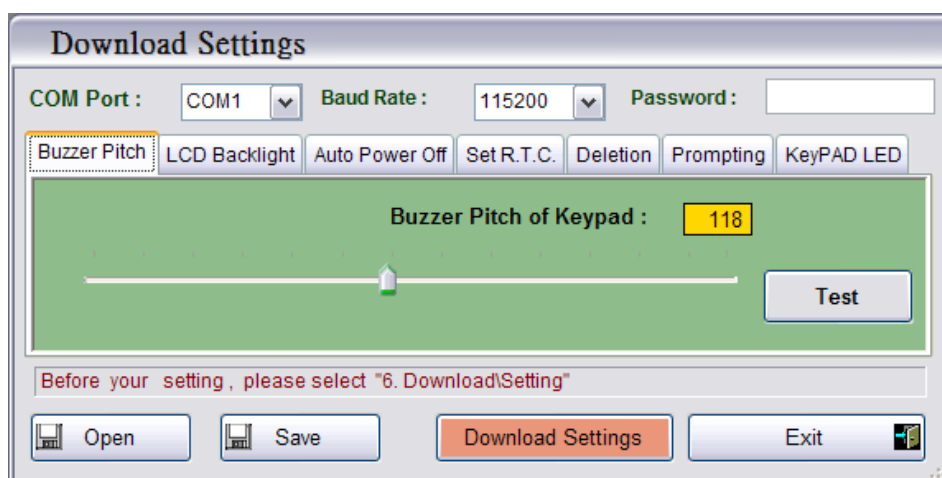 Download Settings
COM Port : COM1 Baud Rate : 115200 Password :
Buzzer Pitch LCD Backlight Auto Power Off Set R.T.C. Deletion Prompting KeyPAD LED
Buzzer Pitch of Keypad : 118
Test
Before your setting , please select "6. Download\Setting"
Open Save Download Settings Exit